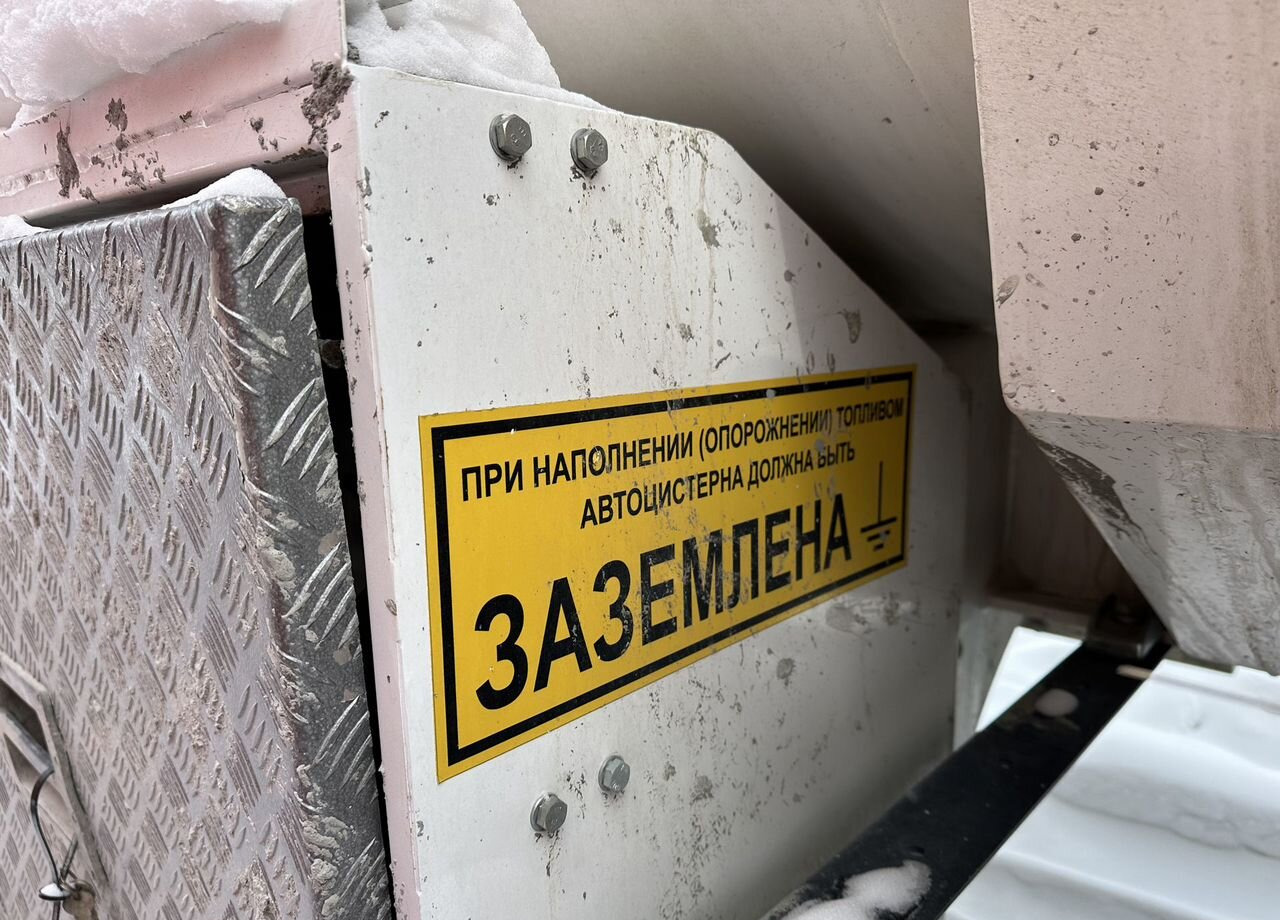 ПРИ НАПОЛНЕНИИ (ОПОРОЖНЕНИИ) ТОПЛИВОМ
АВТОЦИСТЕРНА ДОЛЖНА БЫТЬ
ЗАЗЕМЛЕНА